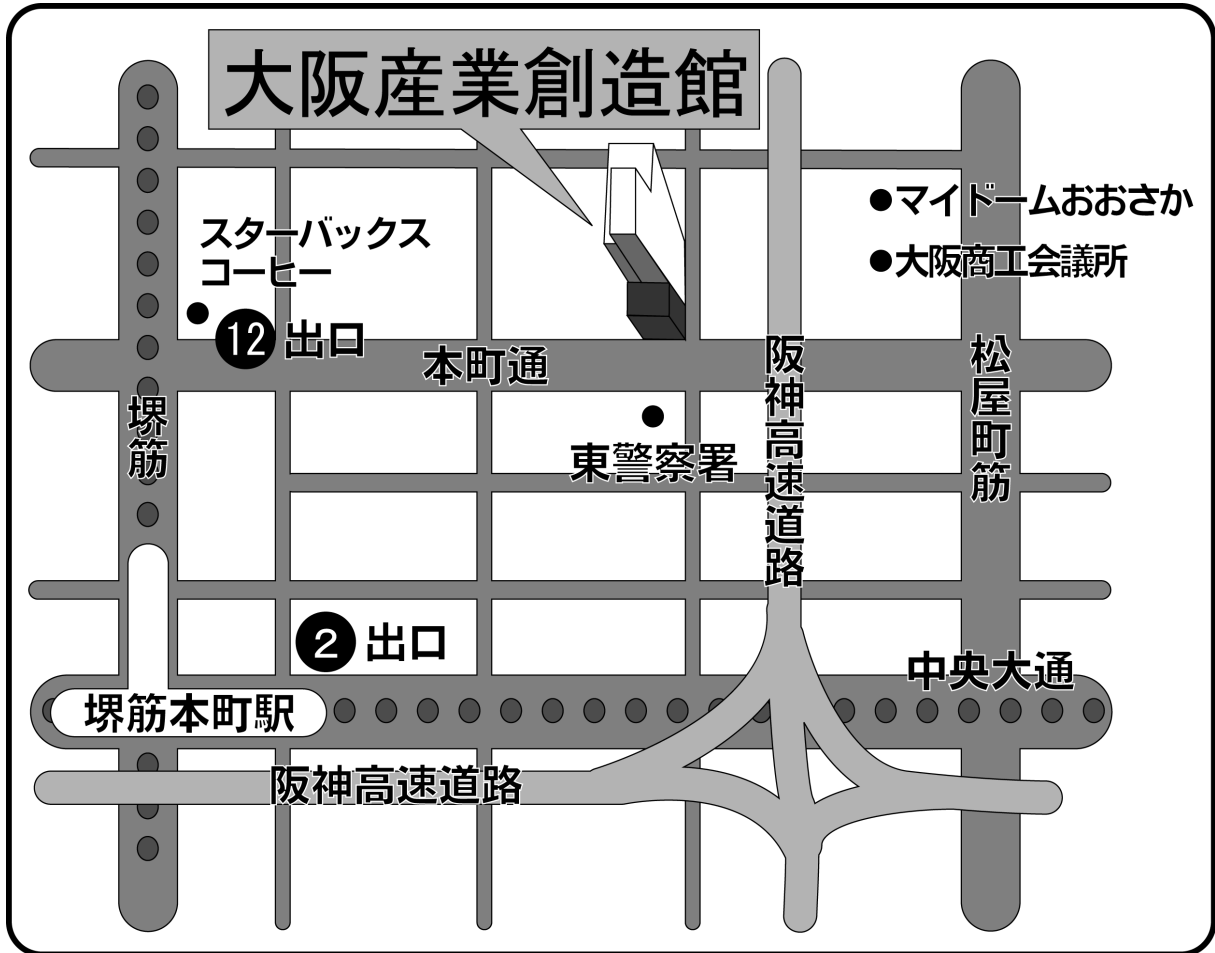 大阪産業創造館
●マイドームおおさか
●大阪商工会議所
スターバックス
コーヒー
12 出口
本町通
阪神高速道路
松屋町筋
堺筋
東警察署
2 出口
中央大通
堺筋本町駅
阪神高速道路